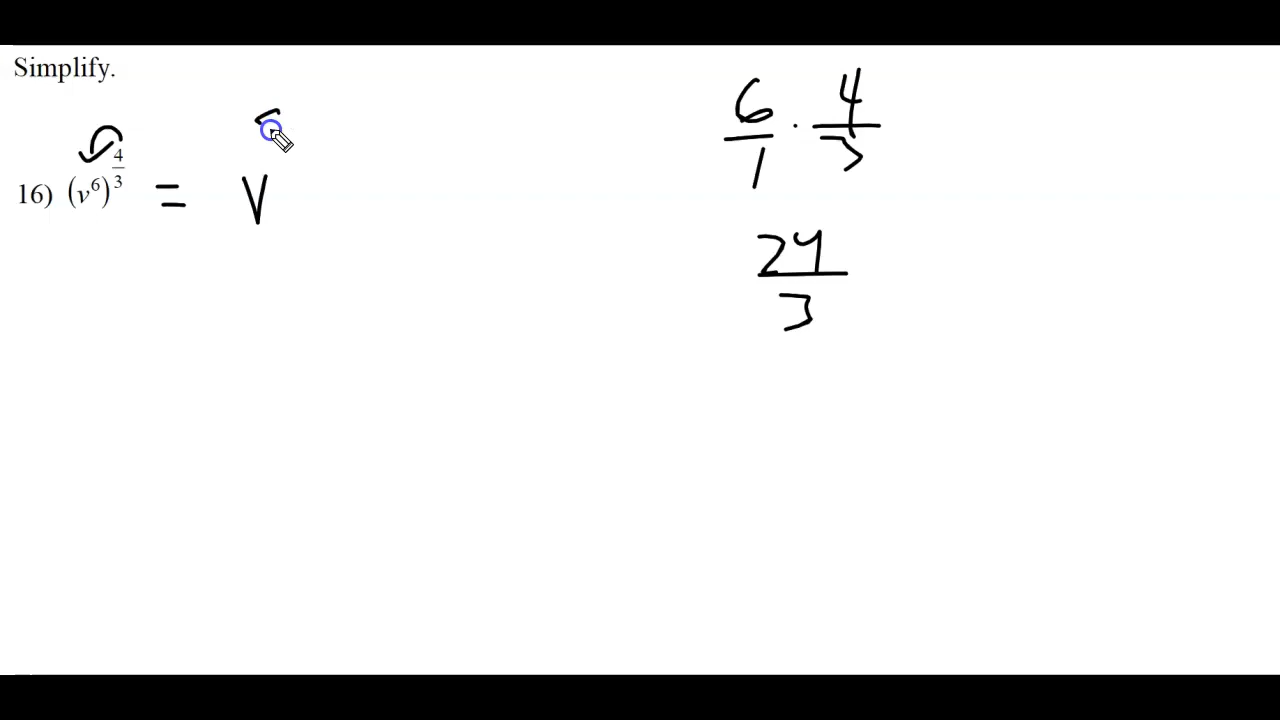 Simplify.
16) (v⁶)^(4/3) = V
6/1 · 4/3
24/3